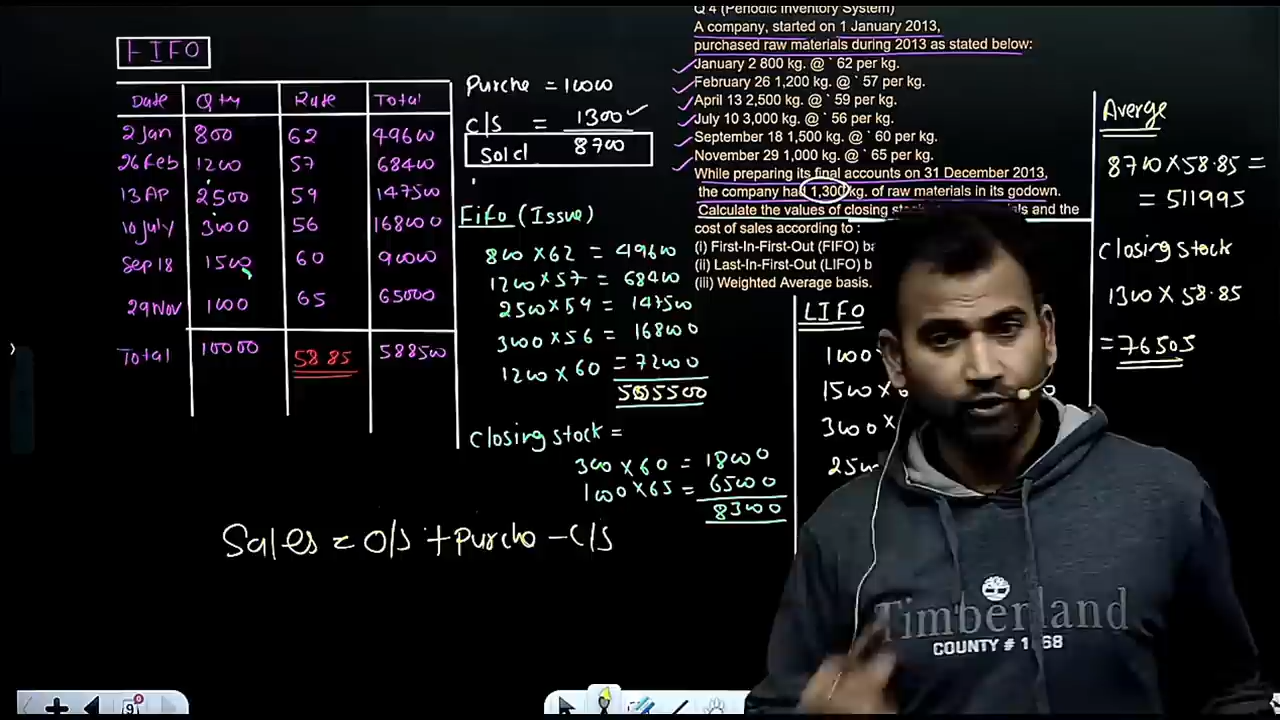 FIFO
Date Qty Rate Total
2 Jan 800 62 49600
26 Feb 1200 57 68400
13 AP 2500 59 147500
10 July 3000 56 168000
Sep 18 1500 60 90000
29 Nov 1000 65 65000
Total 10000 58.85 588500
Purche = 10000
C/s = 1300
Sold 8700
Fifo (Issue)
800 × 62 = 49600
1200 × 57 = 68400
2500 × 59 = 147500
3000 × 56 = 168000
1200 × 60 = 72000
505500
Closing stock =
300 × 60 = 18000
1000 × 65 = 65000
83000
Sales = O/s + Purcho - C/s
Q 4 (Periodic Inventory System)
A company, started on 1 January 2013,
purchased raw materials during 2013 as stated below:
January 2 800 kg. @ ` 62 per kg.
February 26 1,200 kg. @ ` 57 per kg.
April 13 2,500 kg. @ ` 59 per kg.
July 10 3,000 kg. @ ` 56 per kg.
September 18 1,500 kg. @ ` 60 per kg.
November 29 1,000 kg. @ ` 65 per kg.
While preparing its final accounts on 31 December 2013,
the company had 1,300 kg. of raw materials in its godown.
Calculate the values of closing and the
cost of sales according to :
(i) First-In-First-Out (FIFO)
(ii) Last-In-First-Out (LIFO)
(iii) Weighted Average basis.
LIFO
1000
1500 ×
3000 ×
Averge
8700 × 58.85 =
= 511995
Closing stock
1300 × 58.85
= 76505
Timberland
COUNTY # 1 68
9